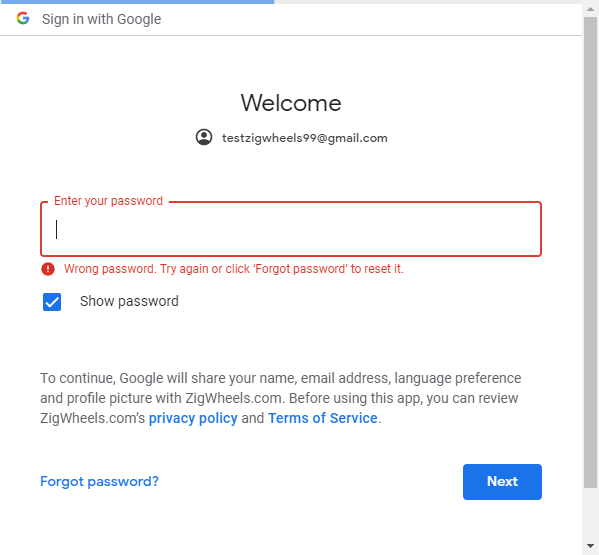 Sign in with Google
Welcome
testzigwheels99@gmail.com
Enter your password
Wrong password. Try again or click ‘Forgot password’ to reset it.
Show password
To continue, Google will share your name, email address, language preference
and profile picture with ZigWheels.com. Before using this app, you can review
ZigWheels.com’s privacy policy and Terms of Service.
Forgot password? Next